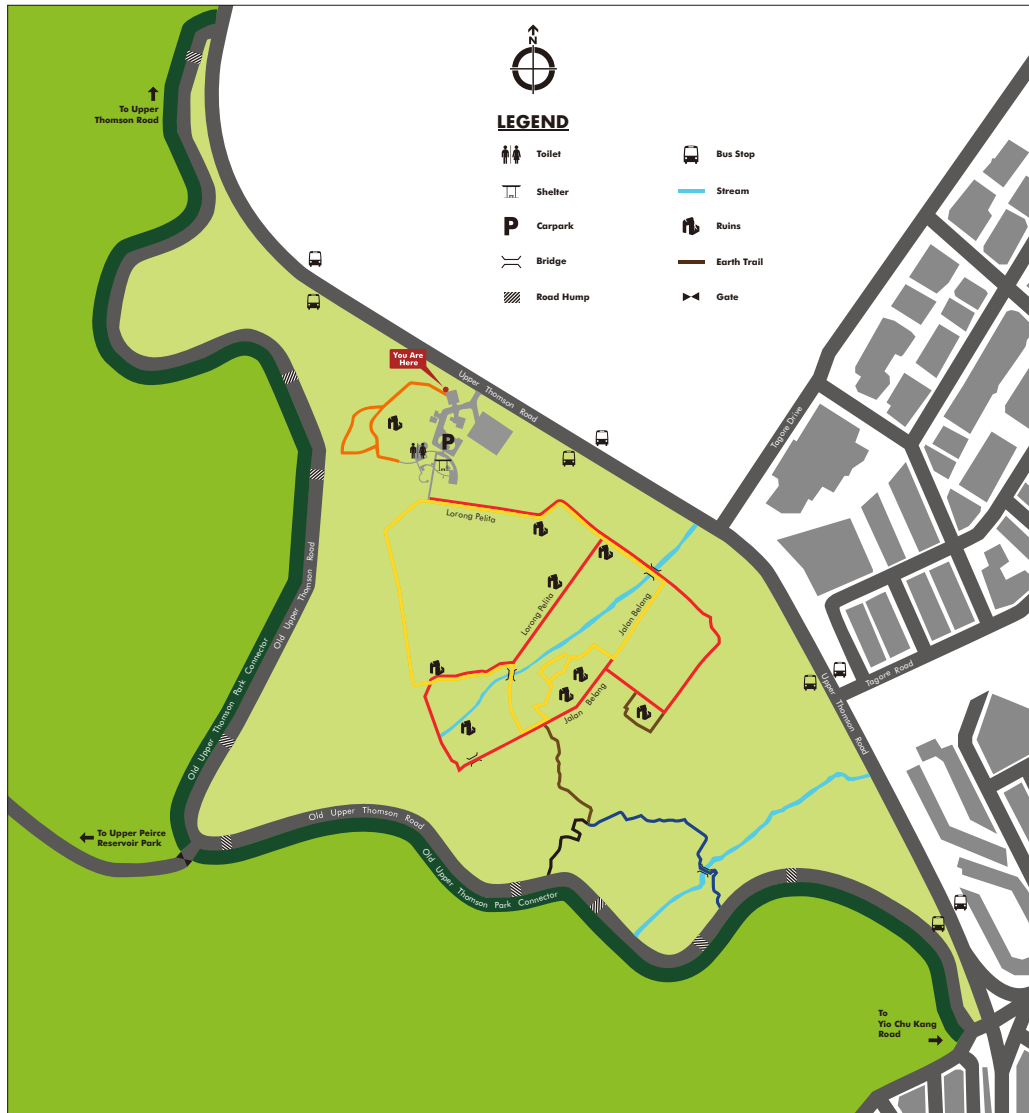 N
LEGEND
Toilet
Bus Stop
Shelter
Stream
P
Carpark
Ruins
Bridge
Earth Trail
Road Hump
Gate
To Upper
Thomson Road
You Are
Here
Upper Thomson Road
Tagore Drive
P
Lorong Pelita
Lorong Pelita
Jalan Belang
Old Upper Thomson Road
Old Upper Thomson Park Connector
Jalan Belang
Tagore Road
Upper Thomson Road
Old Upper Thomson Road
To Upper Peirce
Reservoir Park
Old Upper Thomson Park Connector
To
Yio Chu Kang
Road